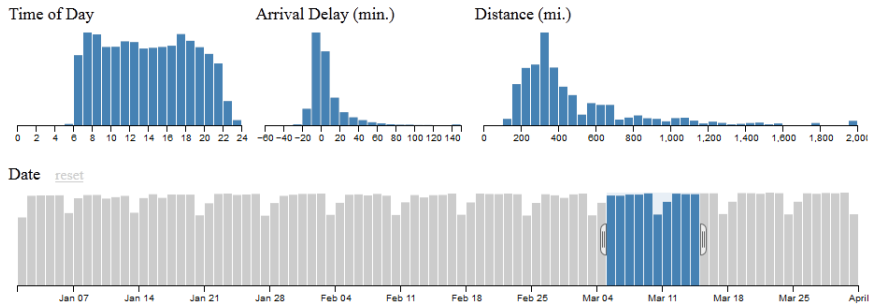 Time of Day
Arrival Delay (min.)
Distance (mi.)
0 2 4 6 8 10 12 14 16 18 20 22 24
−60 −40 −20 0 20 40 60 80 100 120 140
0 200 400 600 800 1,000 1,200 1,400 1,600 1,800 2,000
Date reset
Jan 07 Jan 14 Jan 21 Jan 28 Feb 04 Feb 11 Feb 18 Feb 25 Mar 04 Mar 11 Mar 18 Mar 25 April